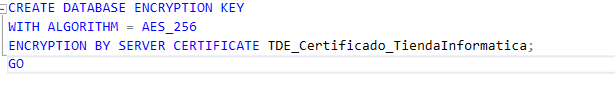 CREATE DATABASE ENCRYPTION KEY
WITH ALGORITHM = AES_256
ENCRYPTION BY SERVER CERTIFICATE TDE_Certificado_TiendaInformatica;
GO